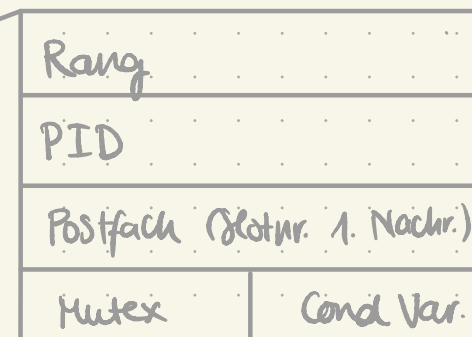 Rang
PID
Postfach (Slotnr. 1. Nachr.)
Mutex Cond Var.